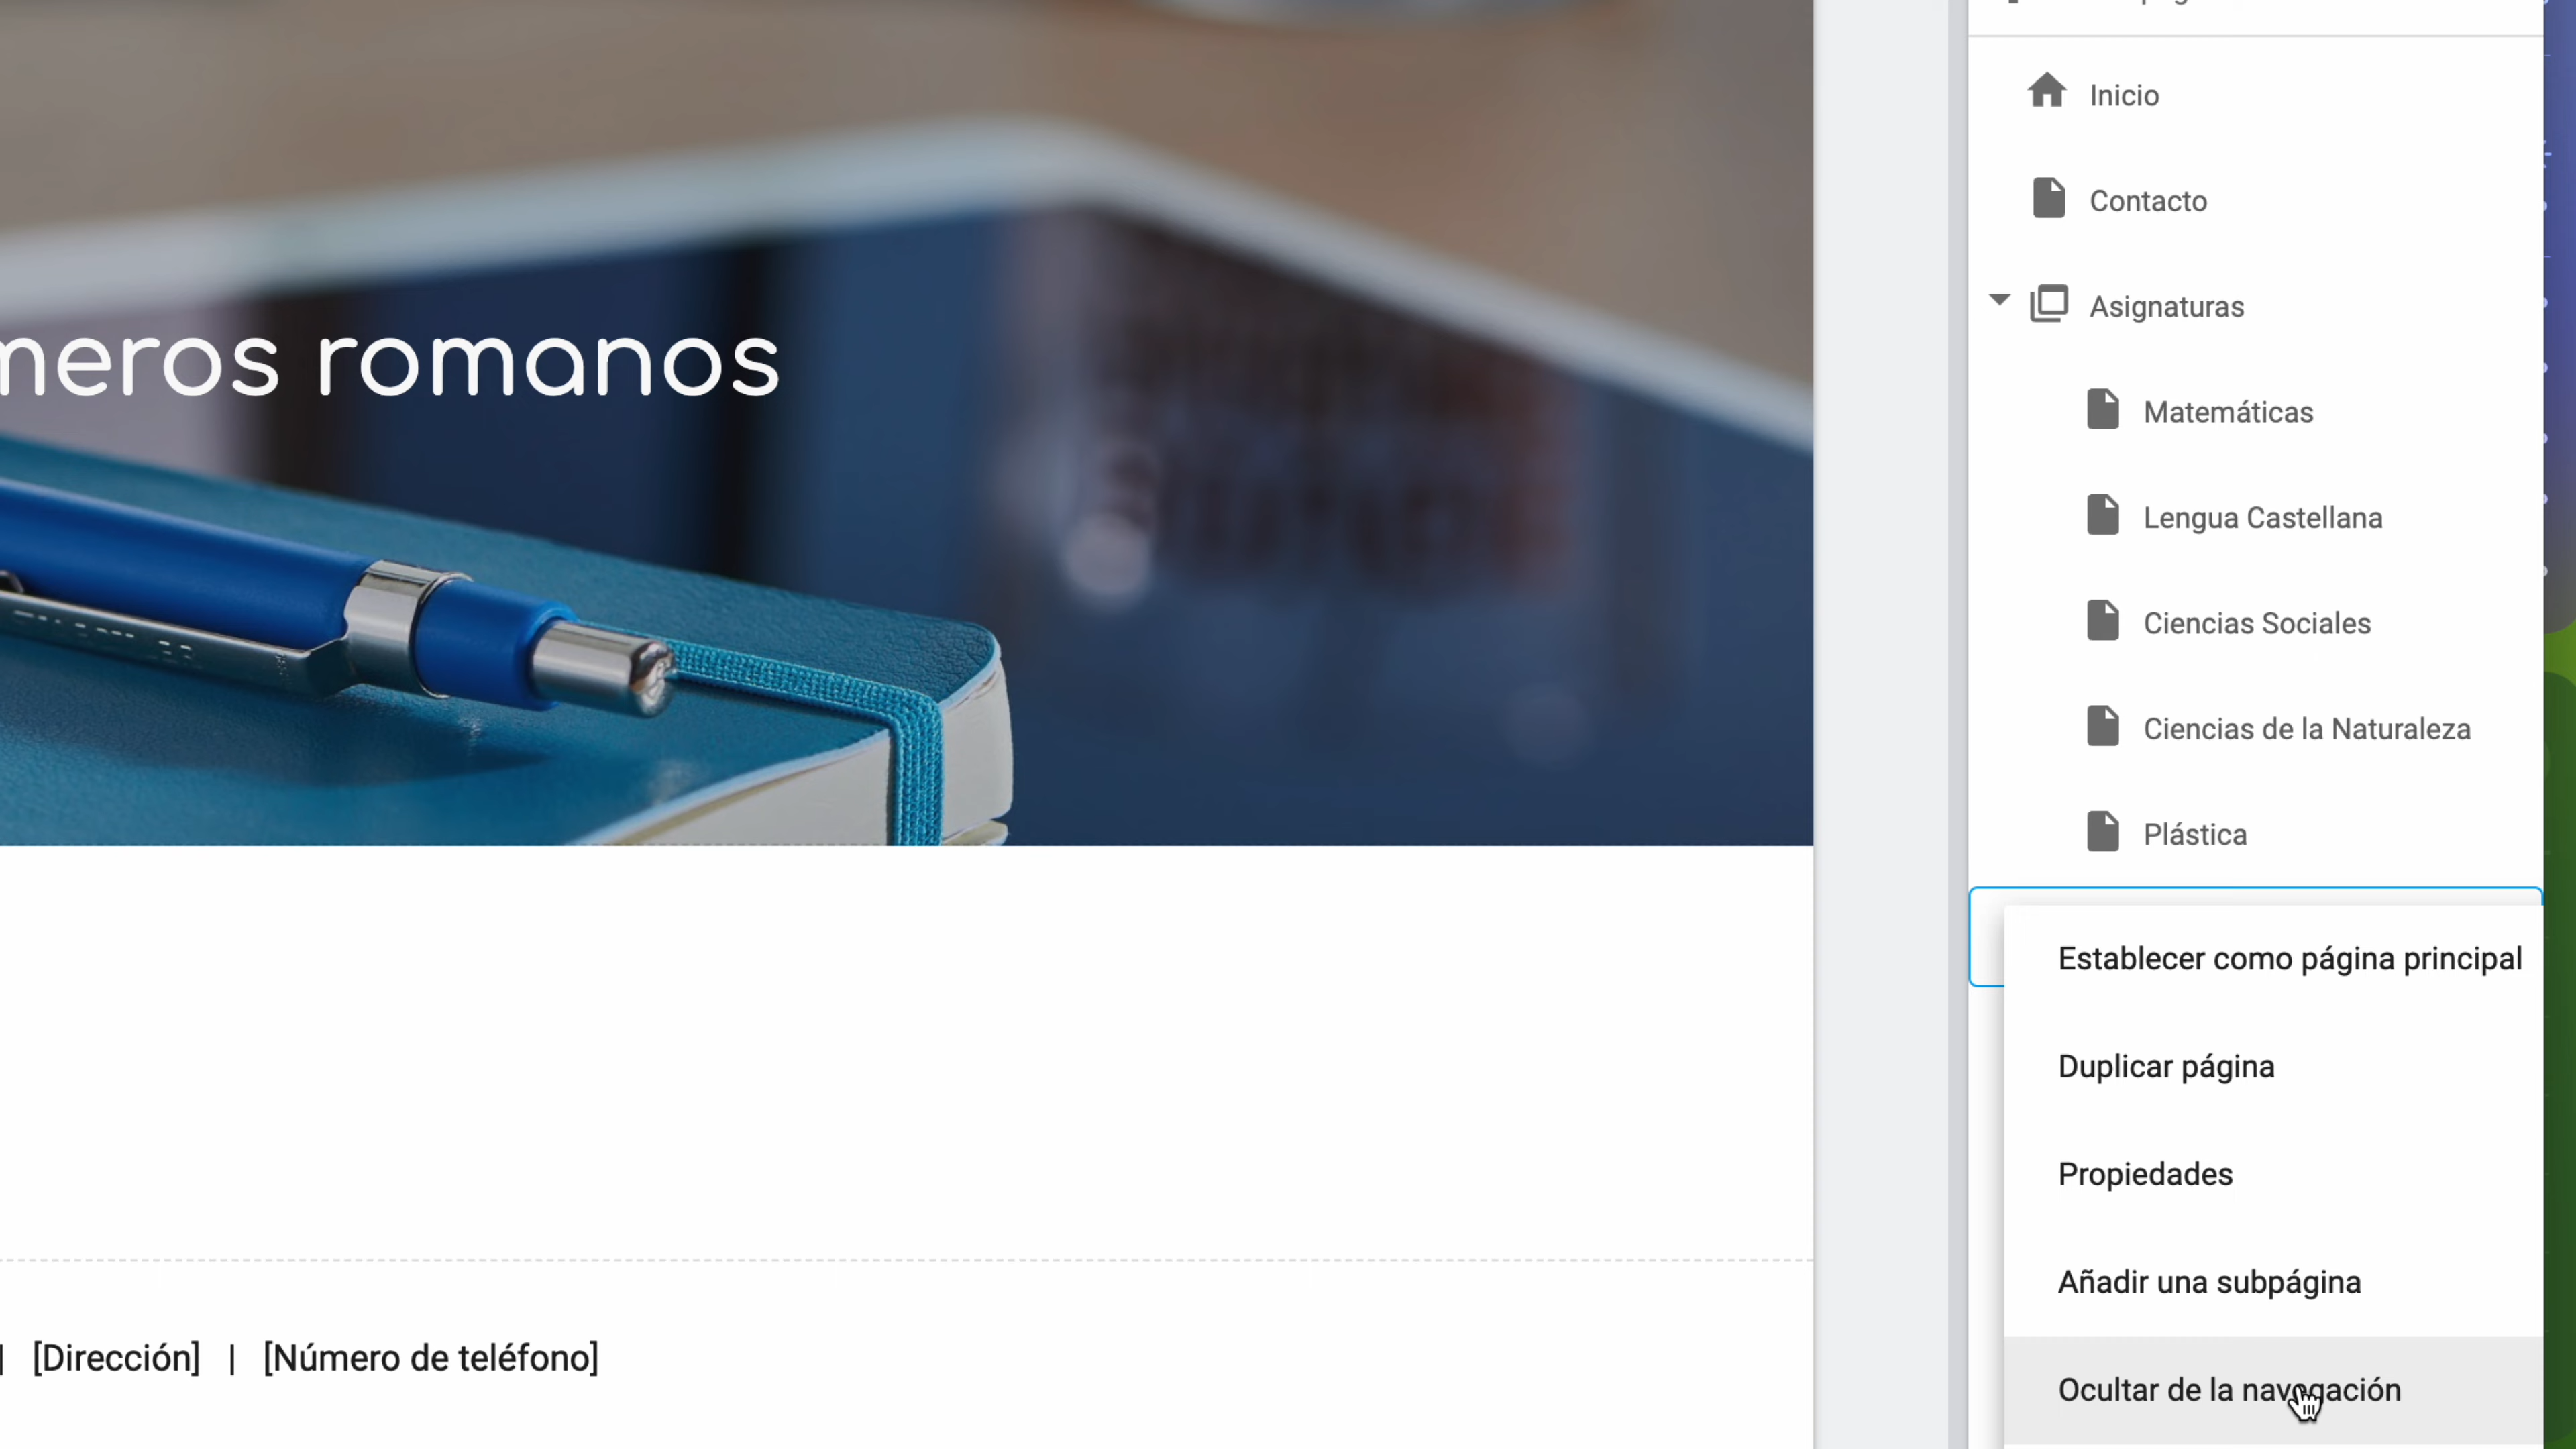 Inicio
Contacto
Asignaturas
meros romanos
Matemáticas
Lengua Castellana
Ciencias Sociales
Ciencias de la Naturaleza
Plástica
Establecer como página principal
Duplicar página
Propiedades
Añadir una subpágina
[Dirección] | [Número de teléfono]
Ocultar de la navegación